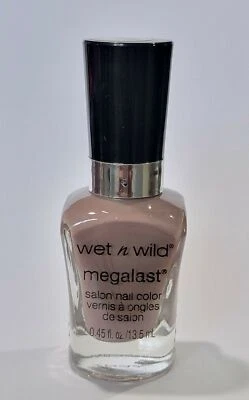 wet n wild®
megalast®
salon nail color
vernis à ongles
de salon
0.45 fl. oz /13.5 mL